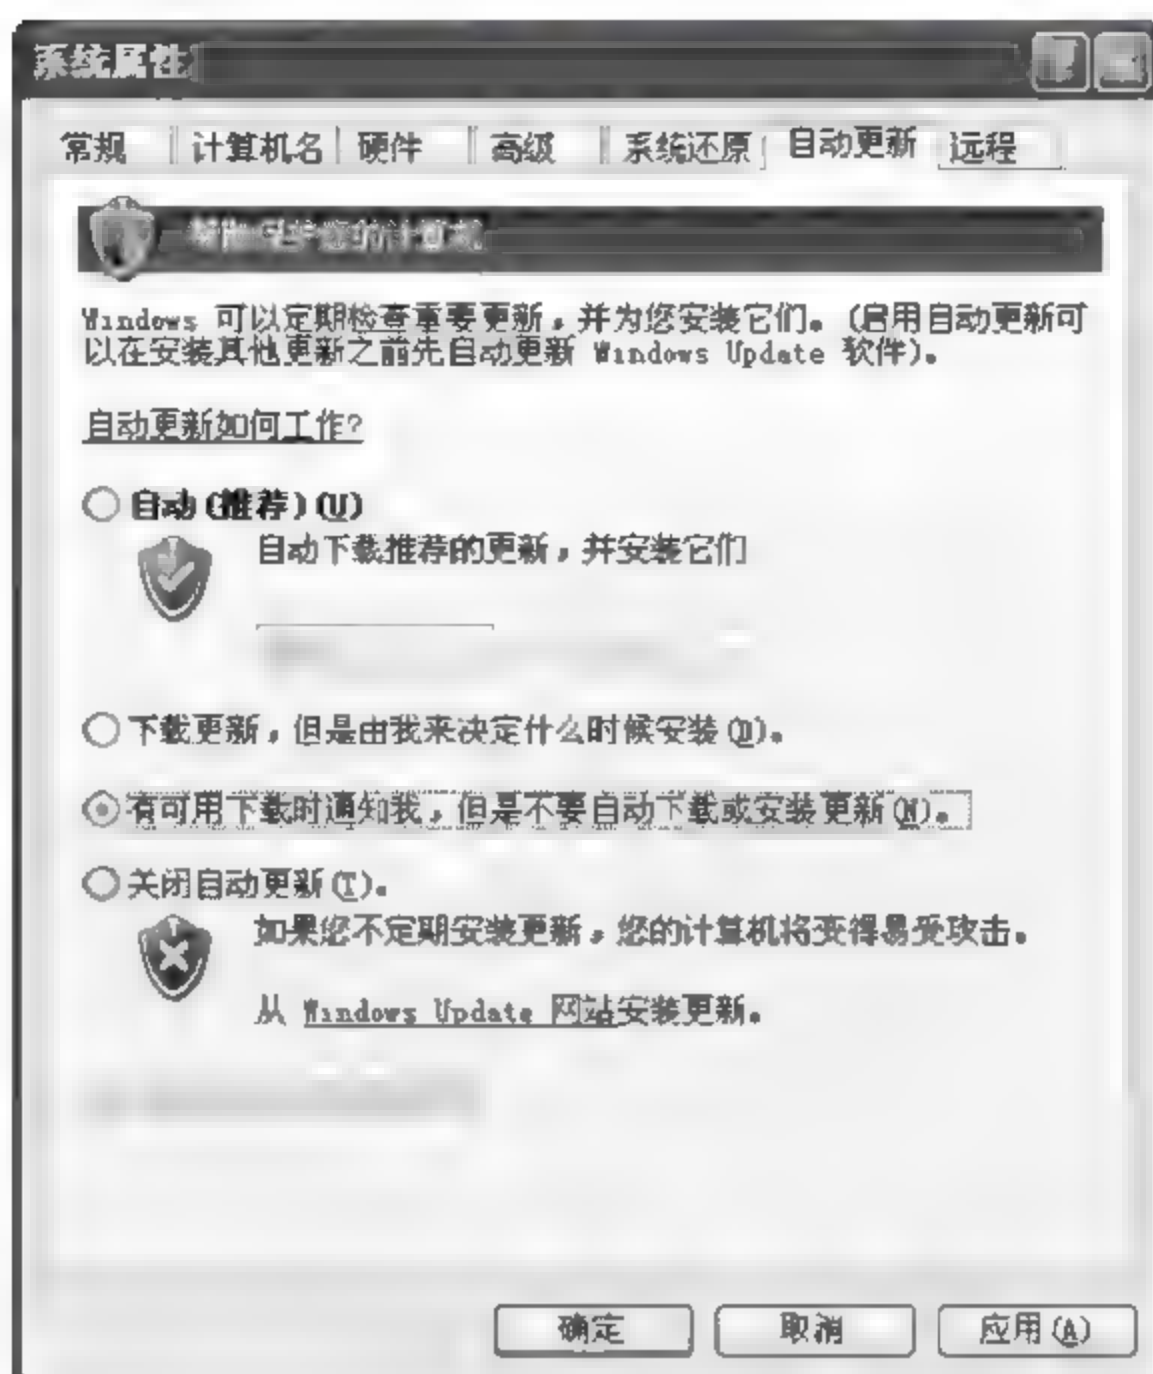 系统属性
常规 计算机名 硬件 高级 系统还原 自动更新 远程
Windows 可以定期检查重要更新，并为您安装它们。(启用自动更新可
以在安装其他更新之前先自动更新 Windows Update 软件)。
自动更新如何工作?
自动(推荐)(U)
自动下载推荐的更新，并安装它们
下载更新，但是由我来决定什么时候安装(D)。
有可用下载时通知我，但是不要自动下载或安装更新(N)。
关闭自动更新(T)。
如果您不定期安装更新，您的计算机将变得易受攻击。
从 Windows Update 网站安装更新。
确定 取消 应用(A)